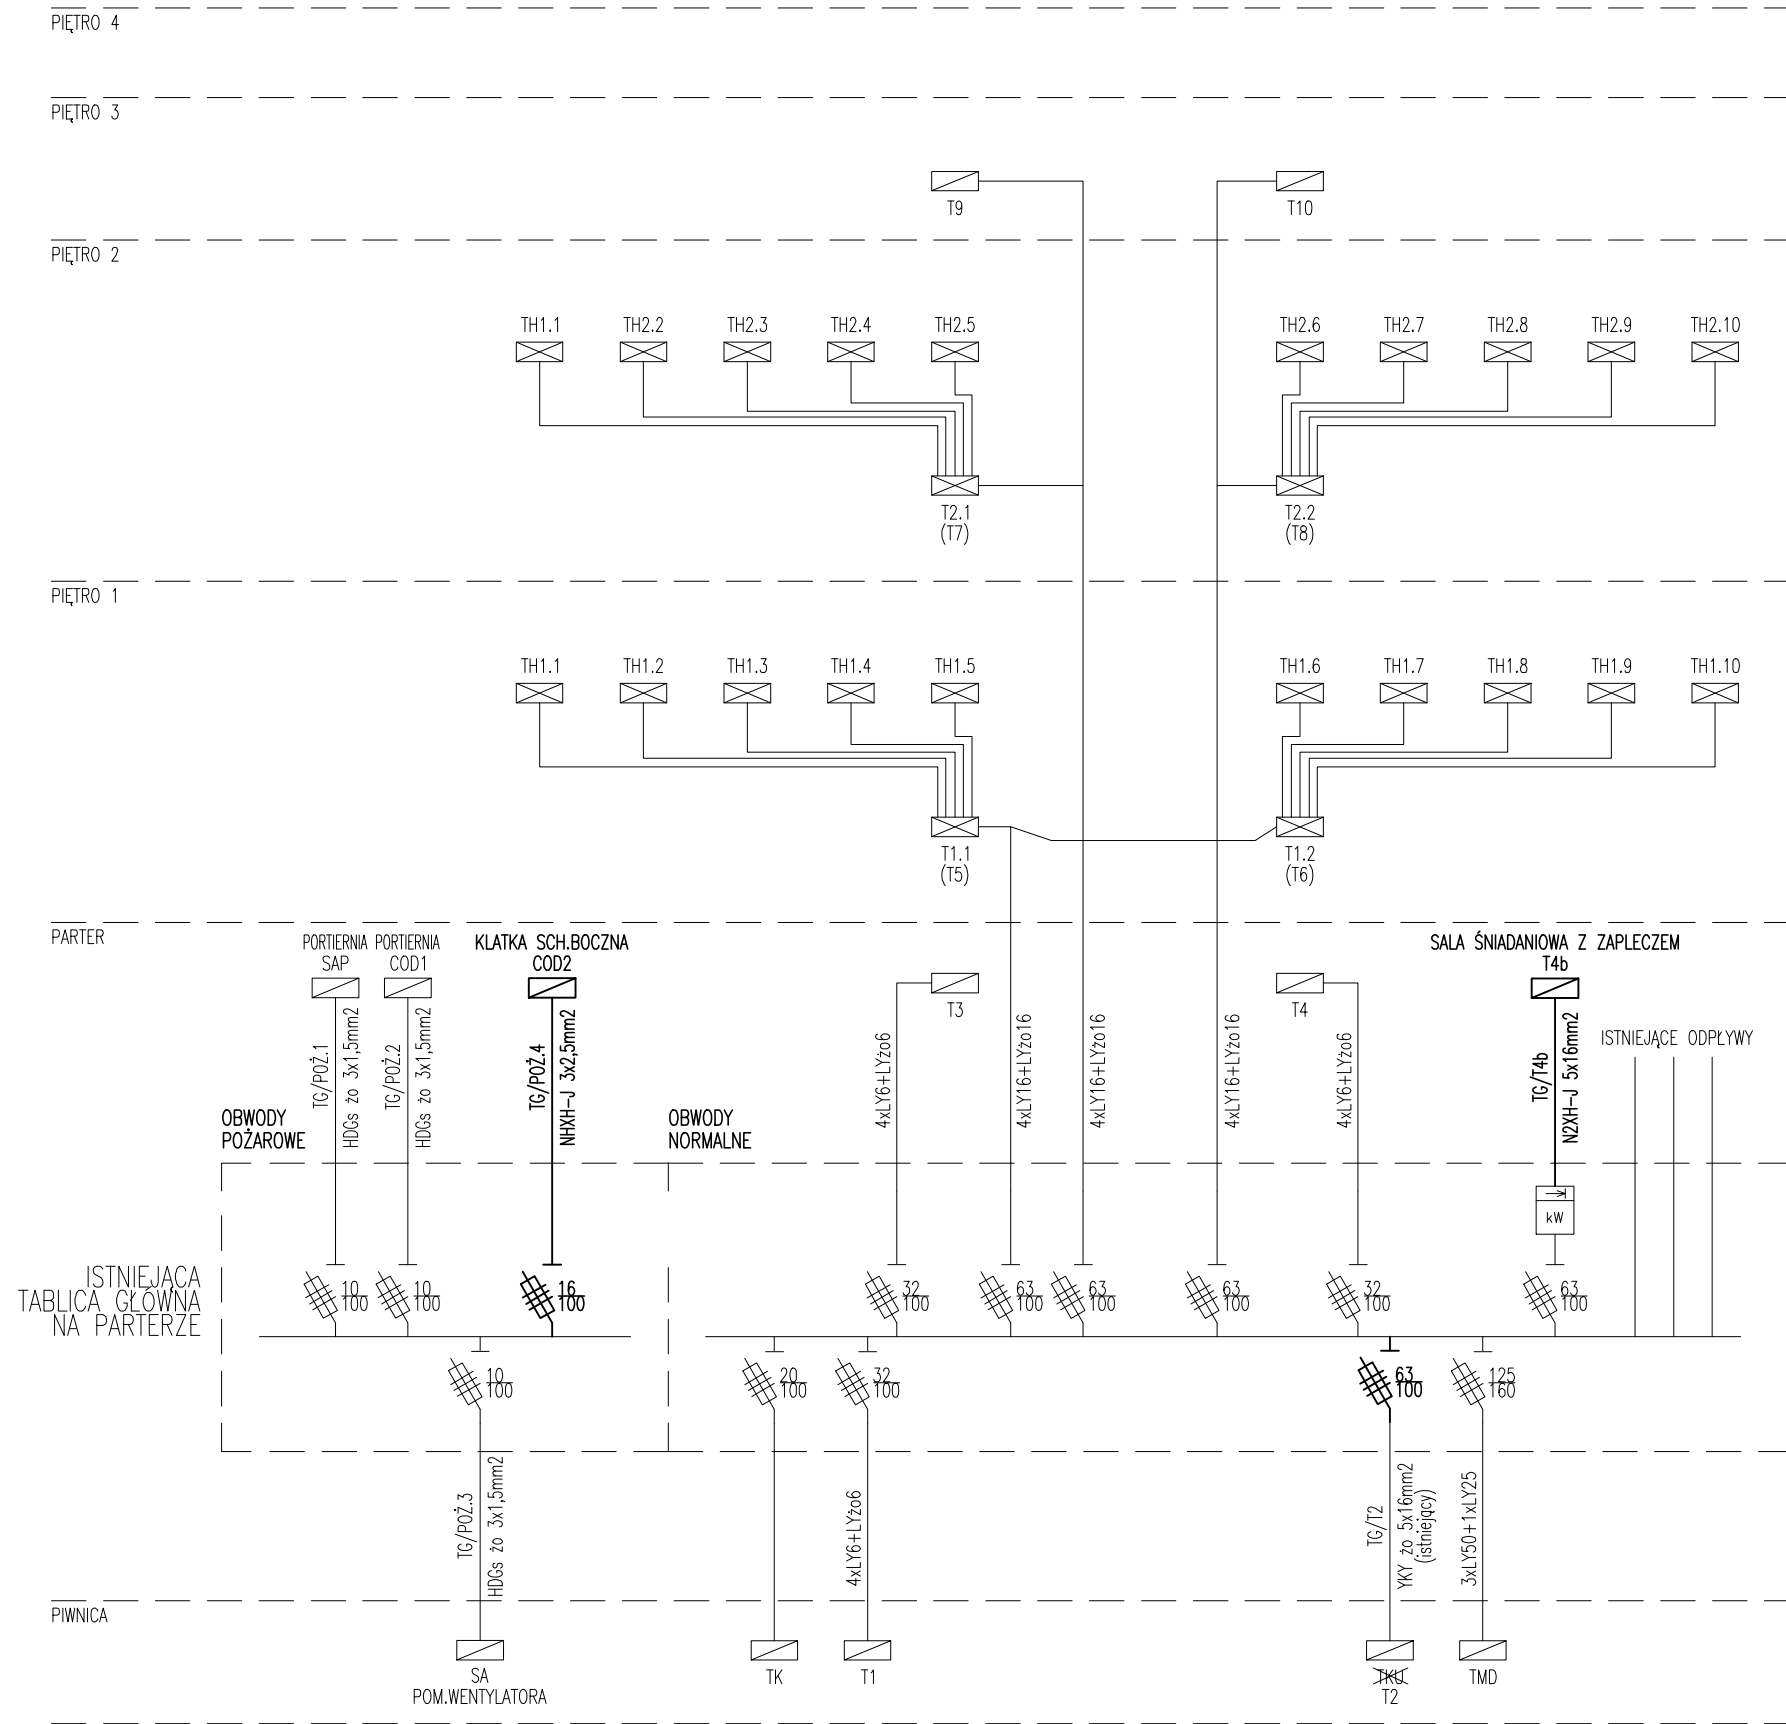 PIĘTRO 4
PIĘTRO 3
T9
T10
PIĘTRO 2
TH1.1
TH2.2
TH2.3
TH2.4
TH2.5
TH2.6
TH2.7
TH2.8
TH2.9
TH2.10
T2.1
(T7)
T2.2
(T8)
PIĘTRO 1
TH1.1
TH1.2
TH1.3
TH1.4
TH1.5
TH1.6
TH1.7
TH1.8
TH1.9
TH1.10
T1.1
(T5)
T1.2
(T6)
PARTER
PORTIERNIA
SAP
PORTIERNIA
COD1
KLATKA SCH.BOCZNA
COD2
SALA ŚNIADANIOWA Z ZAPLECZEM
T4b
T3
T4
ISTNIEJĄCE ODPŁYWY
TG/POŻ.1
HDGs żo 3x1,5mm2
TG/POŻ.2
HDGs żo 3x1,5mm2
TG/POŻ.4
NHXH-J 3x2,5mm2
4xLY6+LYżo6
4xLY16+LYżo16
4xLY16+LYżo16
4xLY16+LYżo16
4xLY6+LYżo6
TG/T4b
N2XH-J 5x16mm2
OBWODY
POŻAROWE
OBWODY
NORMALNE
kW
ISTNIEJĄCA
TABLICA GŁÓWNA
NA PARTERZE
10
100
10
100
16
100
32
100
63
100
63
100
63
100
32
100
63
100
10
100
20
100
32
100
63
100
125
160
TG/POŻ.3
HDGs żo 3x1,5mm2
4xLY6+LYżo6
TG/T2
YKY żo 5x16mm2
(istniejący)
3xLY50+1xLY25
PIWNICA
SA
POM.WENTYLATORA
TK
T1
TKU
T2
TMD